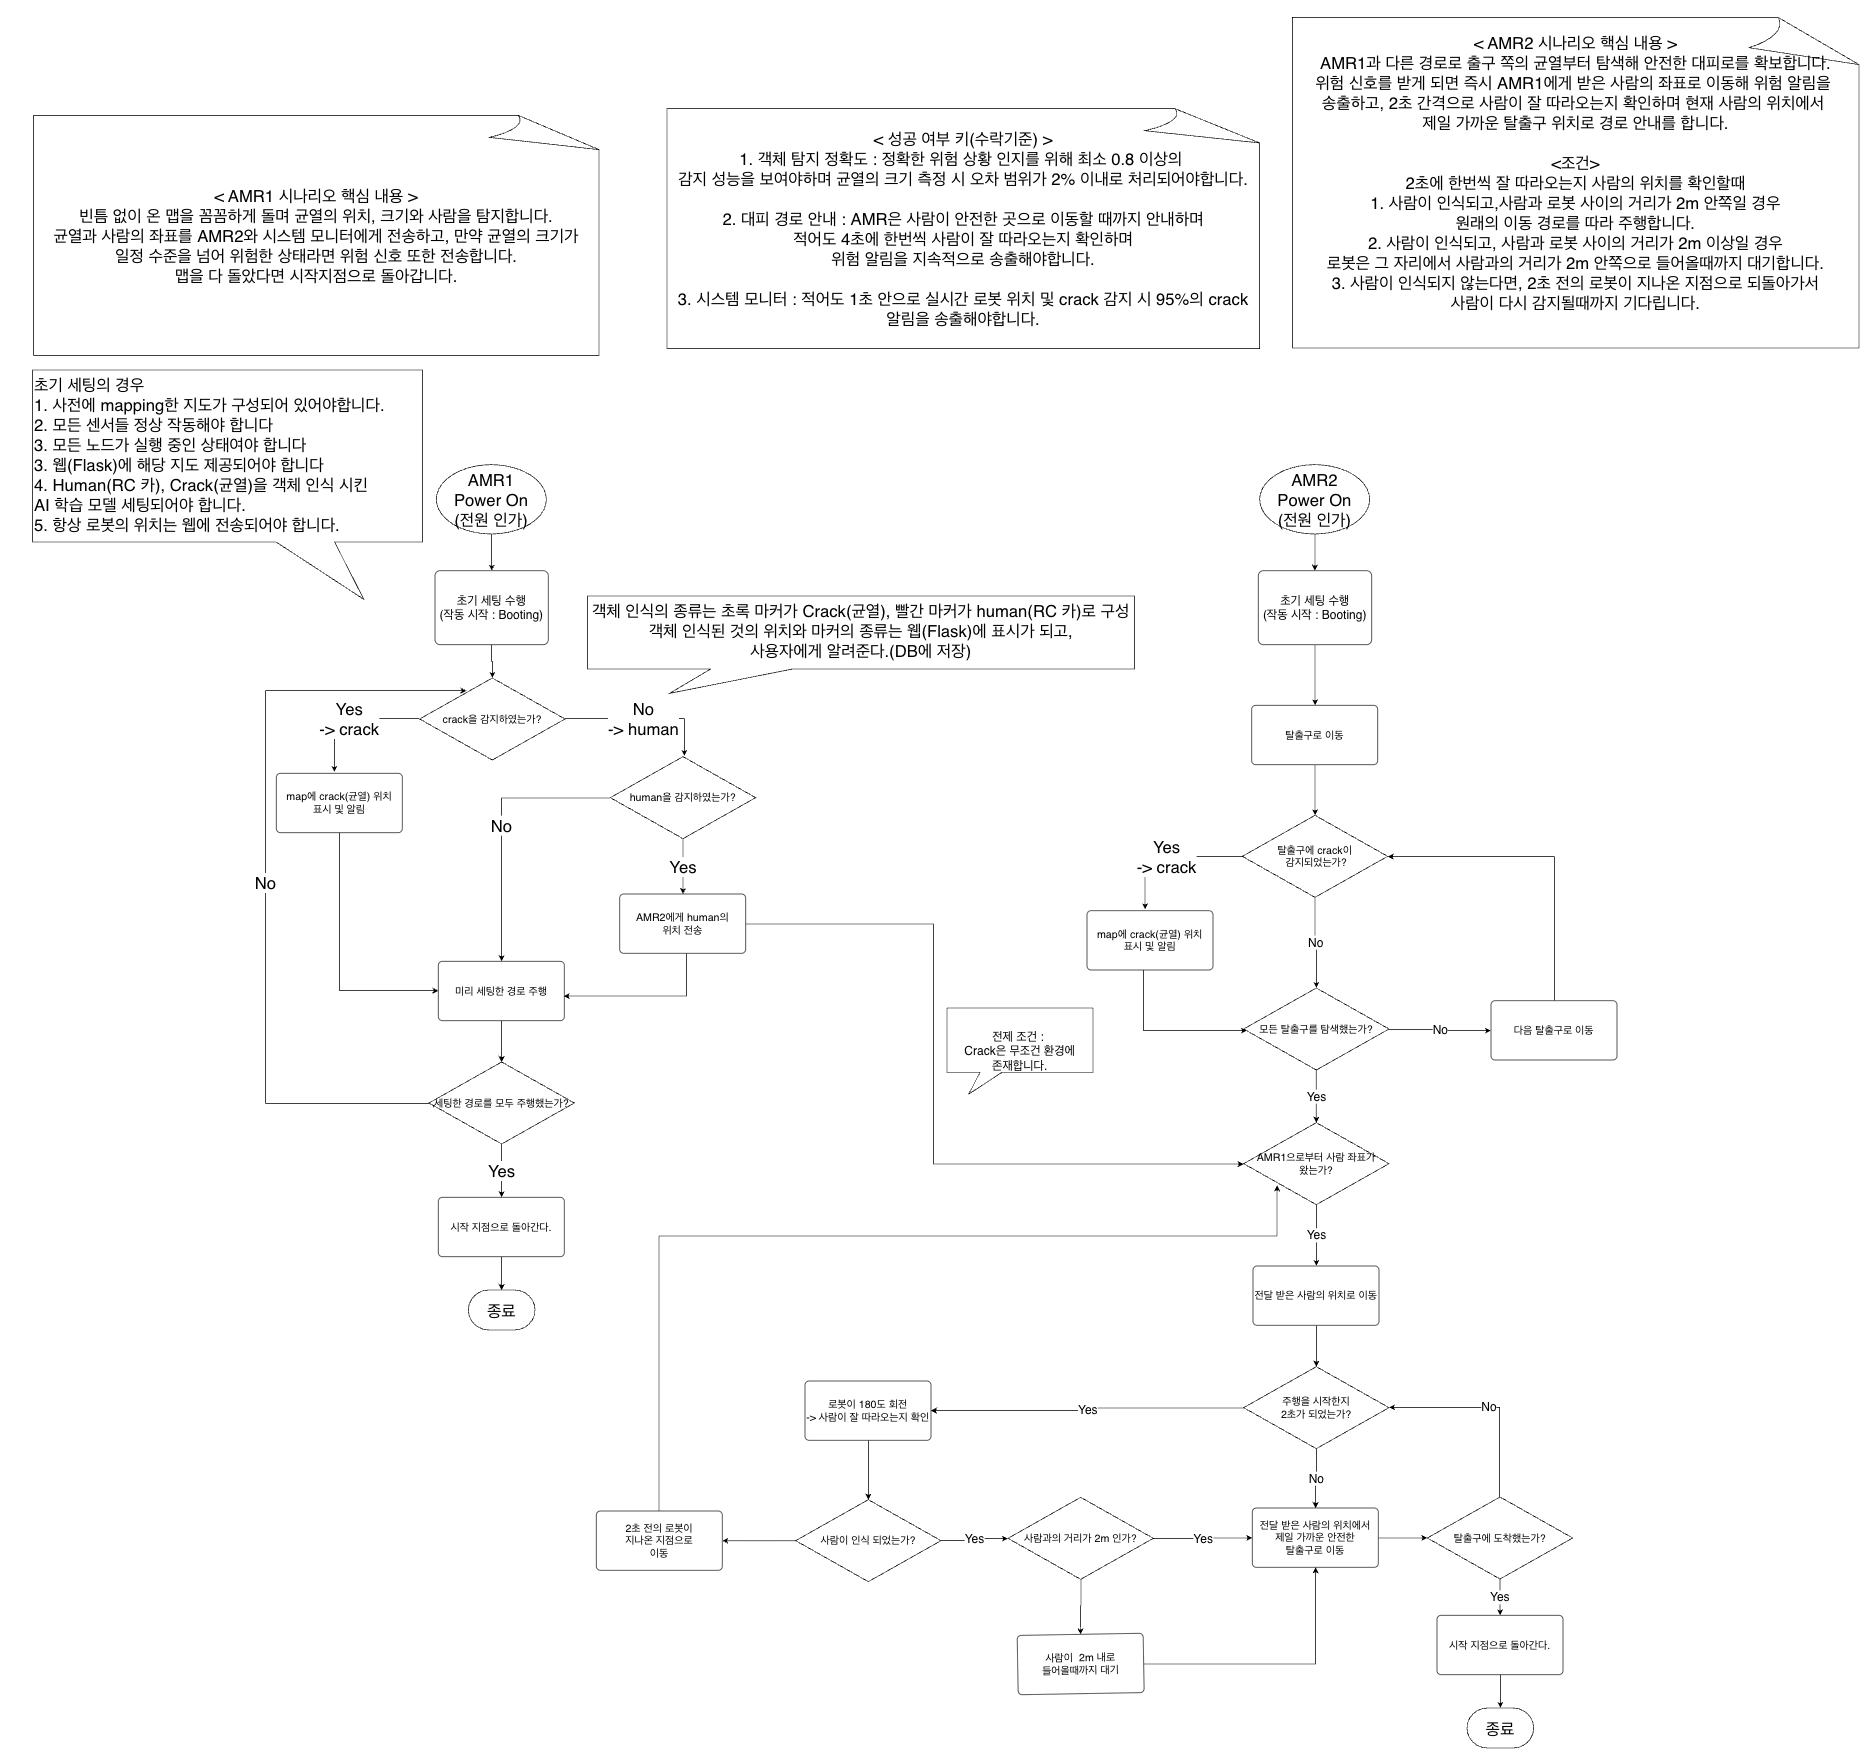 < AMR1 시나리오 핵심 내용 >
빈틈 없이 온 맵을 꼼꼼하게 돌며 균열의 위치, 크기와 사람을 탐지합니다.
균열과 사람의 좌표를 AMR2와 시스템 모니터에게 전송하고, 만약 균열의 크기가
일정 수준을 넘어 위험한 상태라면 위험 신호 또한 전송합니다.
맵을 다 돌았다면 시작지점으로 돌아갑니다.
< 성공 여부 키(수락기준) >
1. 객체 탐지 정확도 : 정확한 위험 상황 인지를 위해 최소 0.8 이상의
감지 성능을 보여야하며 균열의 크기 측정 시 오차 범위가 2% 이내로 처리되어야합니다.
2. 대피 경로 안내 : AMR은 사람이 안전한 곳으로 이동할 때까지 안내하며
적어도 4초에 한번씩 사람이 잘 따라오는지 확인하며
위험 알림을 지속적으로 송출해야합니다.
3. 시스템 모니터 : 적어도 1초 안으로 실시간 로봇 위치 및 crack 감지 시 95%의 crack
알림을 송출해야합니다.
< AMR2 시나리오 핵심 내용 >
AMR1과 다른 경로로 출구 쪽의 균열부터 탐색해 안전한 대피로를 확보합니다.
위험 신호를 받게 되면 즉시 AMR1에게 받은 사람의 좌표로 이동해 위험 알림을
송출하고, 2초 간격으로 사람이 잘 따라오는지 확인하며 현재 사람의 위치에서
제일 가까운 탈출구 위치로 경로 안내를 합니다.
<조건>
2초에 한번씩 잘 따라오는지 사람의 위치를 확인할때
1. 사람이 인식되고,사람과 로봇 사이의 거리가 2m 안쪽일 경우
원래의 이동 경로를 따라 주행합니다.
2. 사람이 인식되고, 사람과 로봇 사이의 거리가 2m 이상일 경우
로봇은 그 자리에서 사람과의 거리가 2m 안쪽으로 들어올때까지 대기합니다.
3. 사람이 인식되지 않는다면, 2초 전의 로봇이 지나온 지점으로 되돌아가서
사람이 다시 감지될때까지 기다립니다.
초기 세팅의 경우
1. 사전에 mapping한 지도가 구성되어 있어야합니다.
2. 모든 센서들 정상 작동해야 합니다
3. 모든 노드가 실행 중인 상태여야 합니다
3. 웹(Flask)에 해당 지도 제공되어야 합니다
4. Human(RC 카), Crack(균열)을 객체 인식 시킨
AI 학습 모델 세팅되어야 합니다.
5. 항상 로봇의 위치는 웹에 전송되어야 합니다.
AMR1
Power On
(전원 인가)
초기 세팅 수행
(작동 시작 : Booting)
객체 인식의 종류는 초록 마커가 Crack(균열), 빨간 마커가 human(RC 카)로 구성
객체 인식된 것의 위치와 마커의 종류는 웹(Flask)에 표시가 되고,
사용자에게 알려준다.(DB에 저장)
crack을 감지하였는가?
Yes
-> crack
No
-> human
map에 crack(균열) 위치
표시 및 알림
human을 감지하였는가?
No
Yes
No
AMR2에게 human의
위치 전송
미리 세팅한 경로 주행
세팅한 경로를 모두 주행했는가?
Yes
시작 지점으로 돌아간다.
종료
AMR2
Power On
(전원 인가)
초기 세팅 수행
(작동 시작 : Booting)
탈출구로 이동
탈출구에 crack이
감지되었는가?
Yes
-> crack
map에 crack(균열) 위치
표시 및 알림
No
모든 탈출구를 탐색했는가?
No
다음 탈출구로 이동
전제 조건 :
Crack은 무조건 환경에
존재합니다.
Yes
AMR1으로부터 사람 좌표가
왔는가?
Yes
전달 받은 사람의 위치로 이동
주행을 시작한지
2초가 되었는가?
Yes
로봇이 180도 회전
-> 사람이 잘 따라오는지 확인
No
No
2초 전의 로봇이
지나온 지점으로
이동
사람이 인식 되었는가?
Yes
사람과의 거리가 2m 인가?
Yes
전달 받은 사람의 위치에서
제일 가까운 안전한
탈출구로 이동
탈출구에 도착했는가?
Yes
사람이 2m 내로
들어올때까지 대기
시작 지점으로 돌아간다.
종료